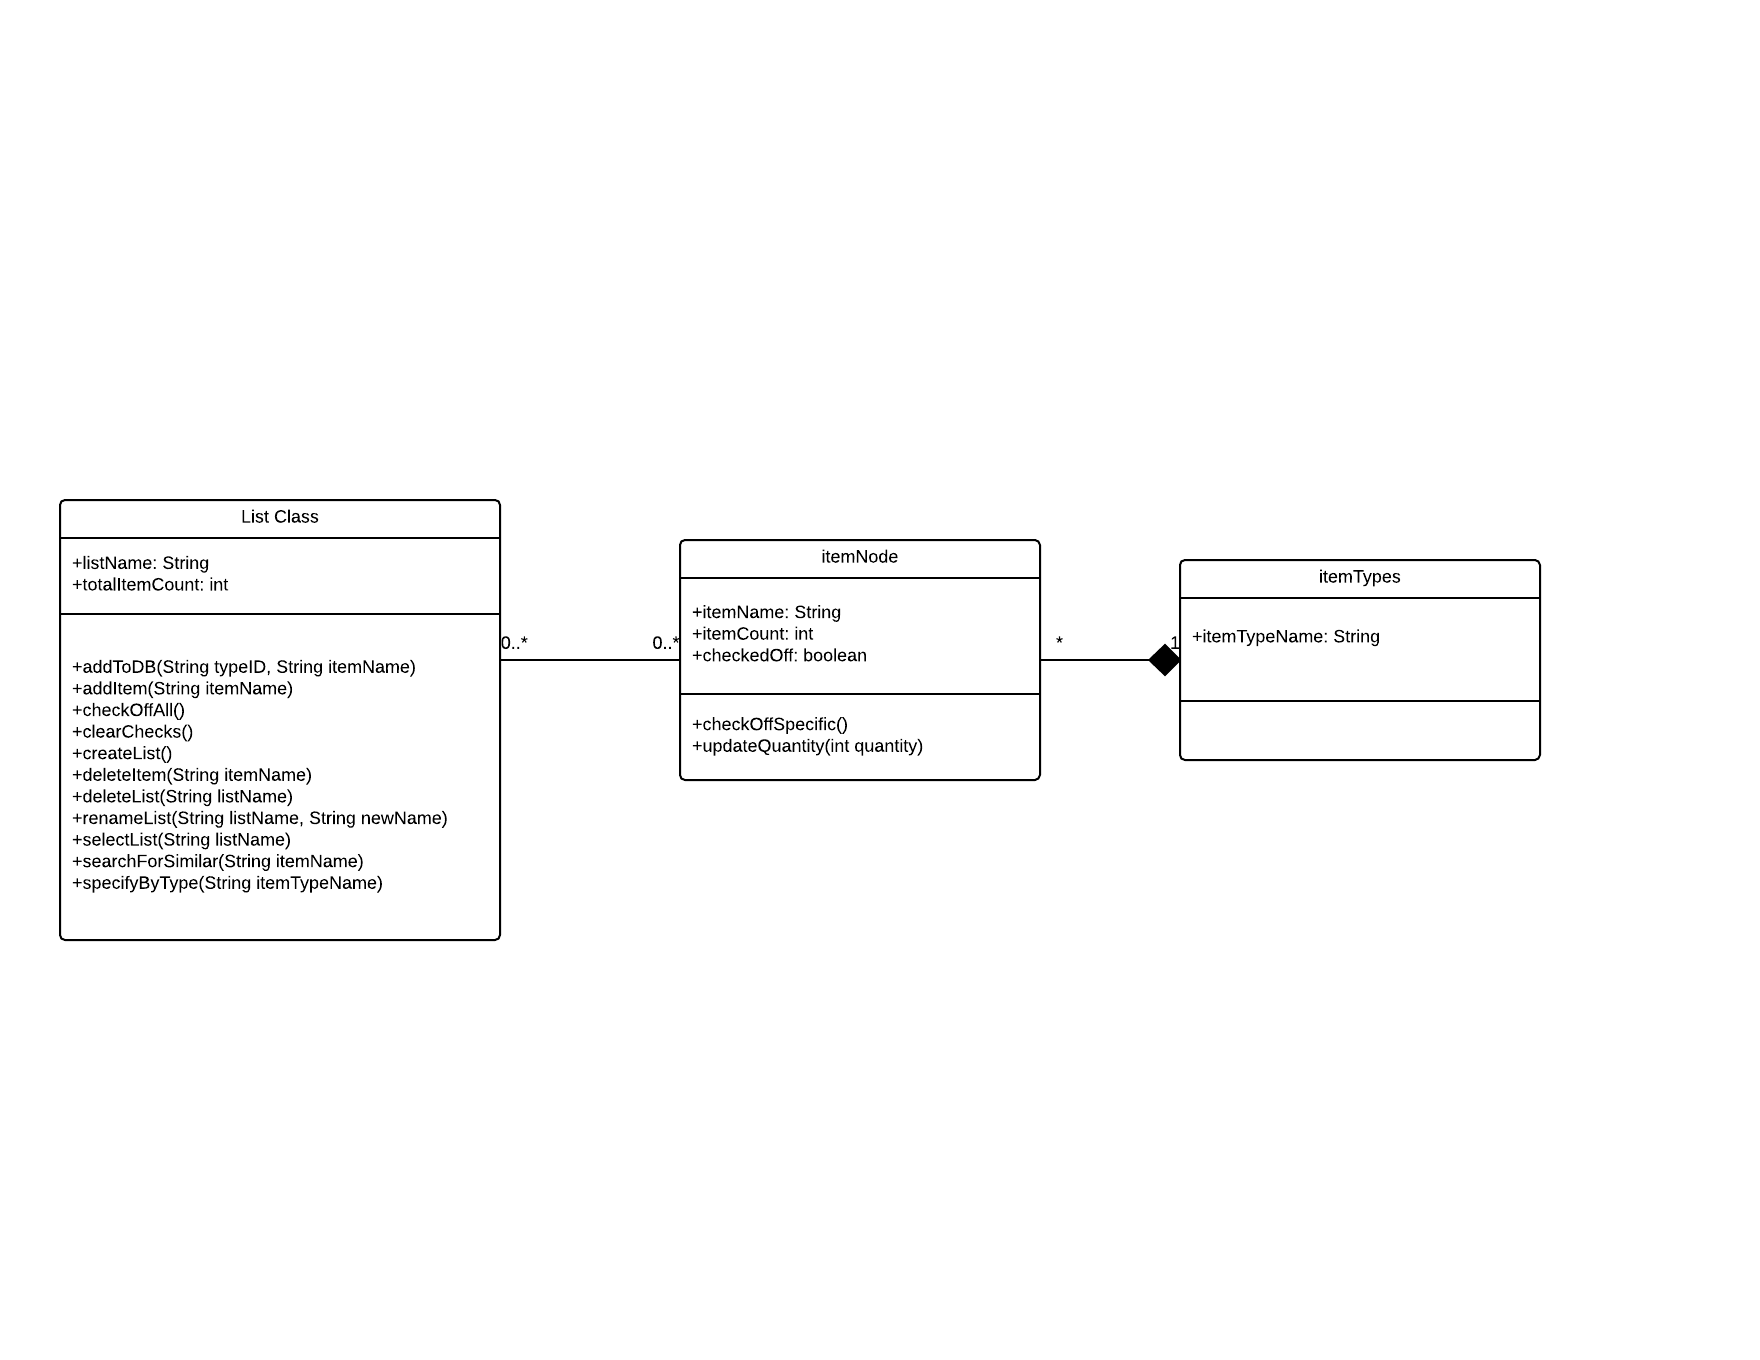 List Class
+listName: String
+totalItemCount: int
+addToDB(String typeID, String itemName)
+addItem(String itemName)
+checkOffAll()
+clearChecks()
+createList()
+deleteItem(String itemName)
+deleteList(String listName)
+renameList(String listName, String newName)
+selectList(String listName)
+searchForSimilar(String itemName)
+specifyByType(String itemTypeName)
0..*
0..*
itemNode
+itemName: String
+itemCount: int
+checkedOff: boolean
+checkOffSpecific()
+updateQuantity(int quantity)
*
1
itemTypes
+itemTypeName: String